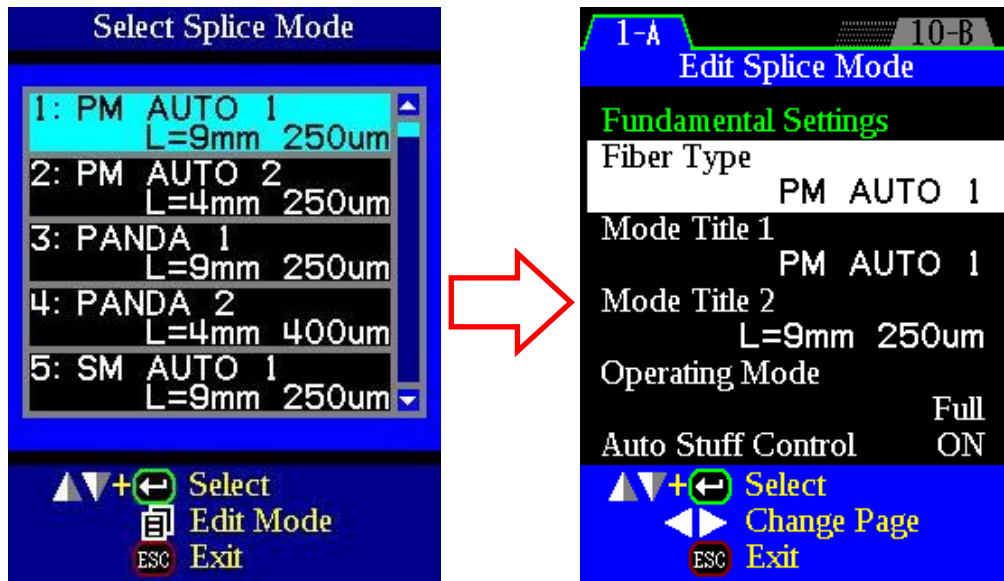 Select Splice Mode
1: PM AUTO 1
L=9mm 250um
2: PM AUTO 2
L=4mm 250um
3: PANDA 1
L=9mm 250um
4: PANDA 2
L=4mm 400um
5: SM AUTO 1
L=9mm 250um
+ Select
Edit Mode
ESC Exit
1-A 10-B
Edit Splice Mode
Fundamental Settings
Fiber Type
PM AUTO 1
Mode Title 1
PM AUTO 1
Mode Title 2
L=9mm 250um
Operating Mode
Full
Auto Stuff Control ON
+ Select
Change Page
ESC Exit